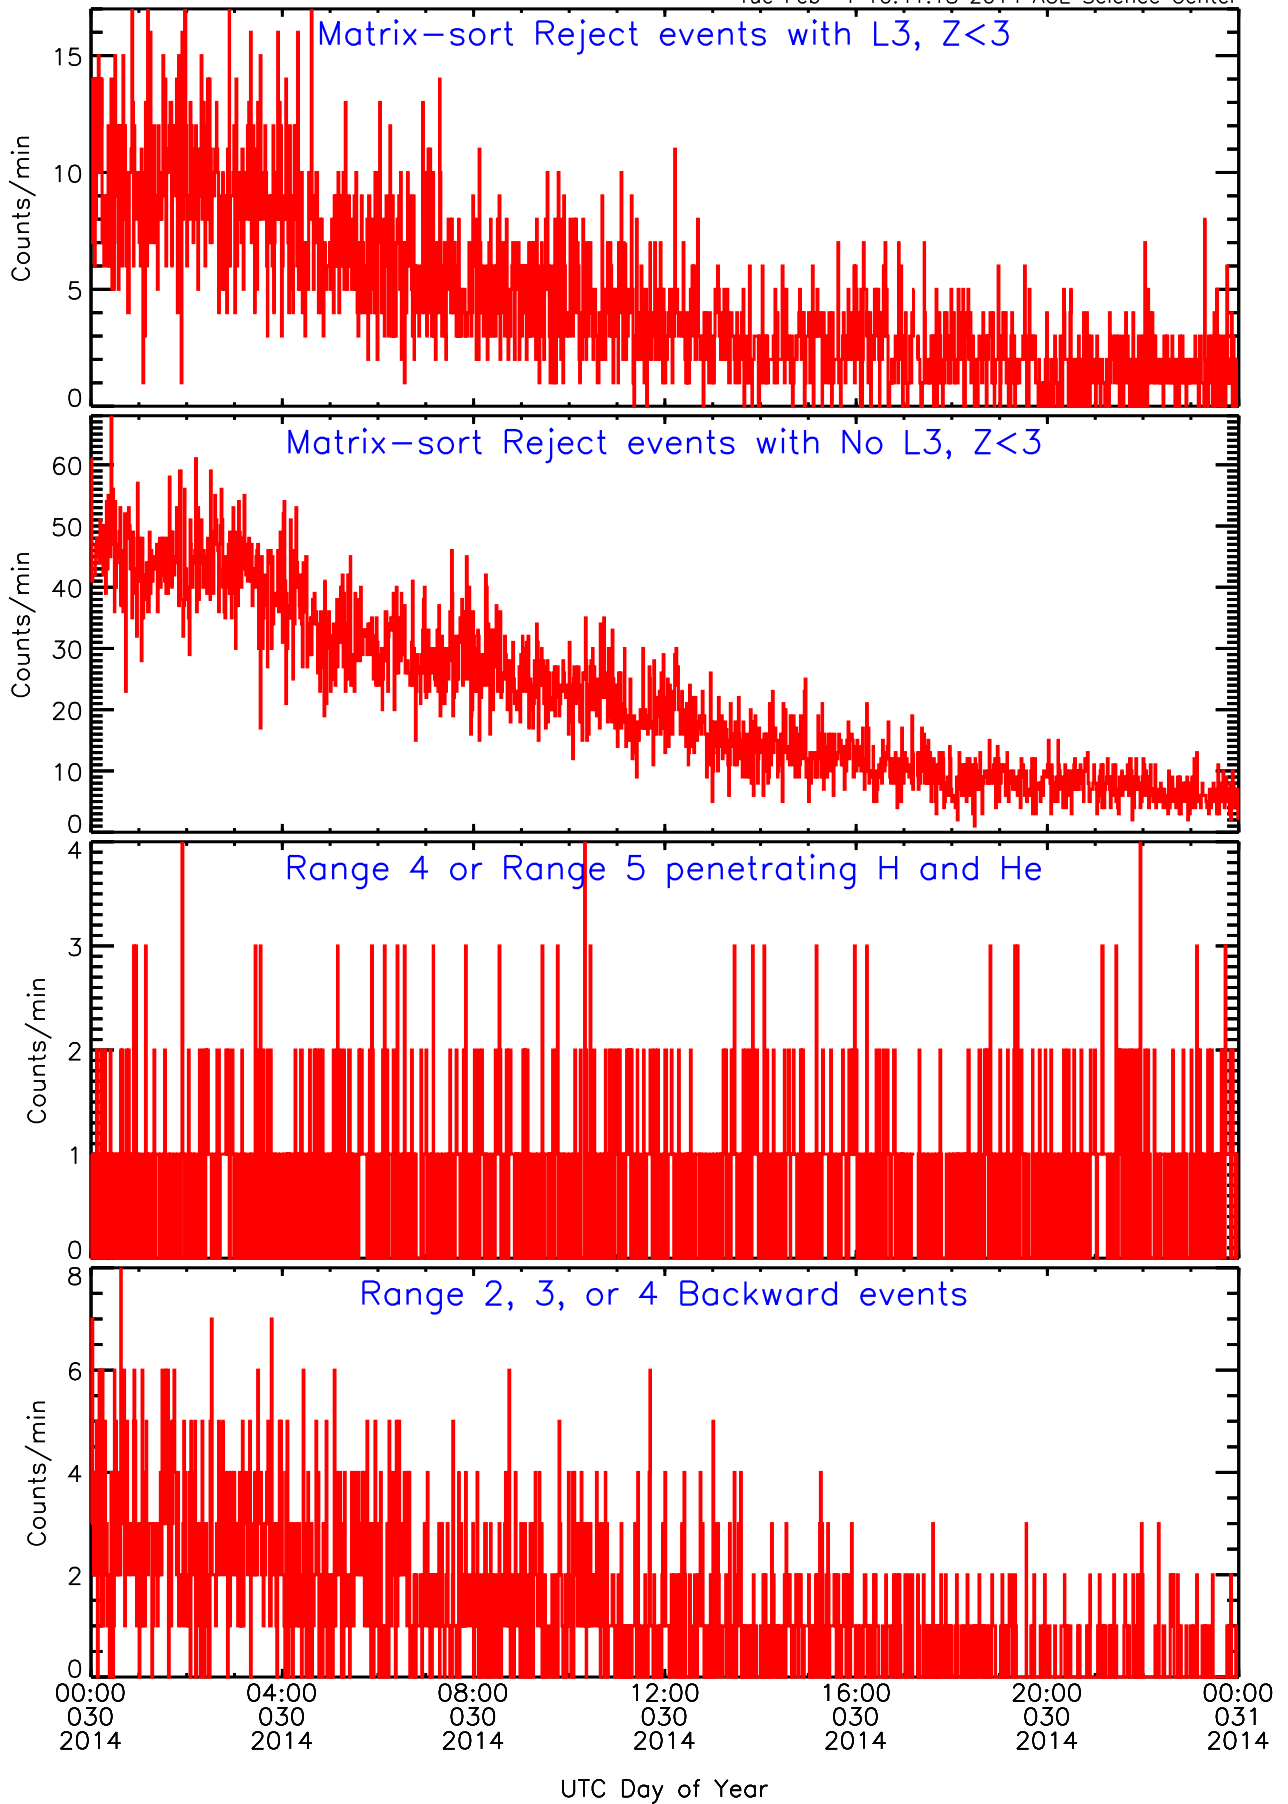 Matrix-sort Reject events with L3, Z<3
15
10
5
0
Counts/min
Matrix-sort Reject events with No L3, Z<3
60
50
40
30
20
10
0
Counts/min
Range 4 or Range 5 penetrating H and He
4
3
2
1
0
Counts/min
Range 2, 3, or 4 Backward events
8
6
4
2
0
Counts/min
00:00 04:00 08:00 12:00 16:00 20:00 00:00
030 030 030 030 030 030 031
2014 2014 2014 2014 2014 2014 2014
UTC Day of Year